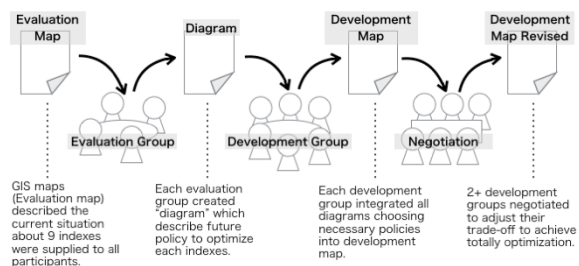 Evaluation
Map
Diagram
Development
Map
Development
Map Revised
Evaluation Group
Development Group
Negotiation
GIS maps
(Evaluation map)
described the
current situation
about 9 indexes
were supplied to all
participants.
Each evaluation
group created
"diagram" which
describe future
policy to optimize
each indexes.
Each development
group integrated all
diagrams choosing
necessary policies
into development
map.
2+ development
groups negotiated
to adjust their
trade-off to achieve
totally optimization.